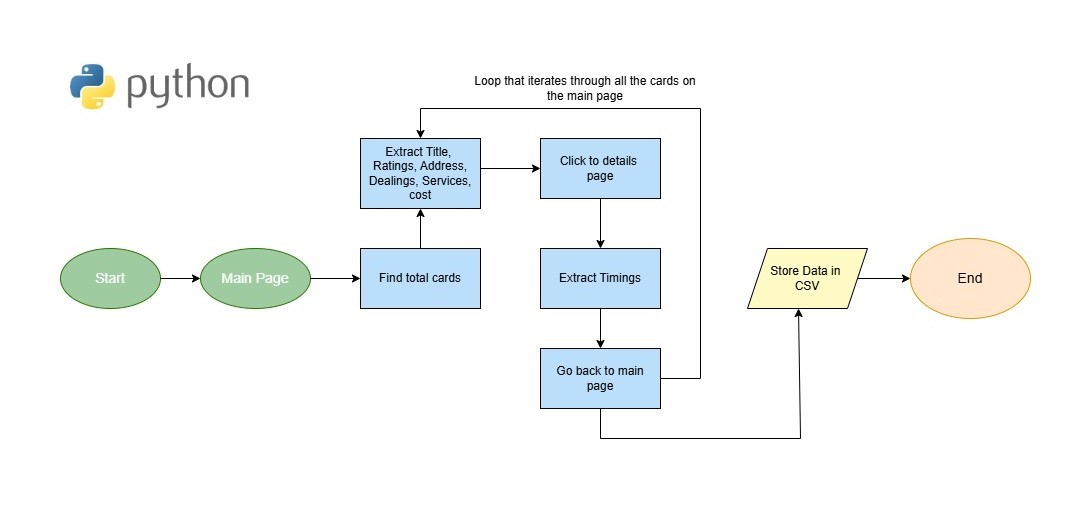 python
Loop that iterates through all the cards on
the main page
Extract Title,
Ratings, Address,
Dealings, Services,
cost
Click to details
page
Start
Main Page
Find total cards
Extract Timings
Store Data in
CSV
End
Go back to main
page